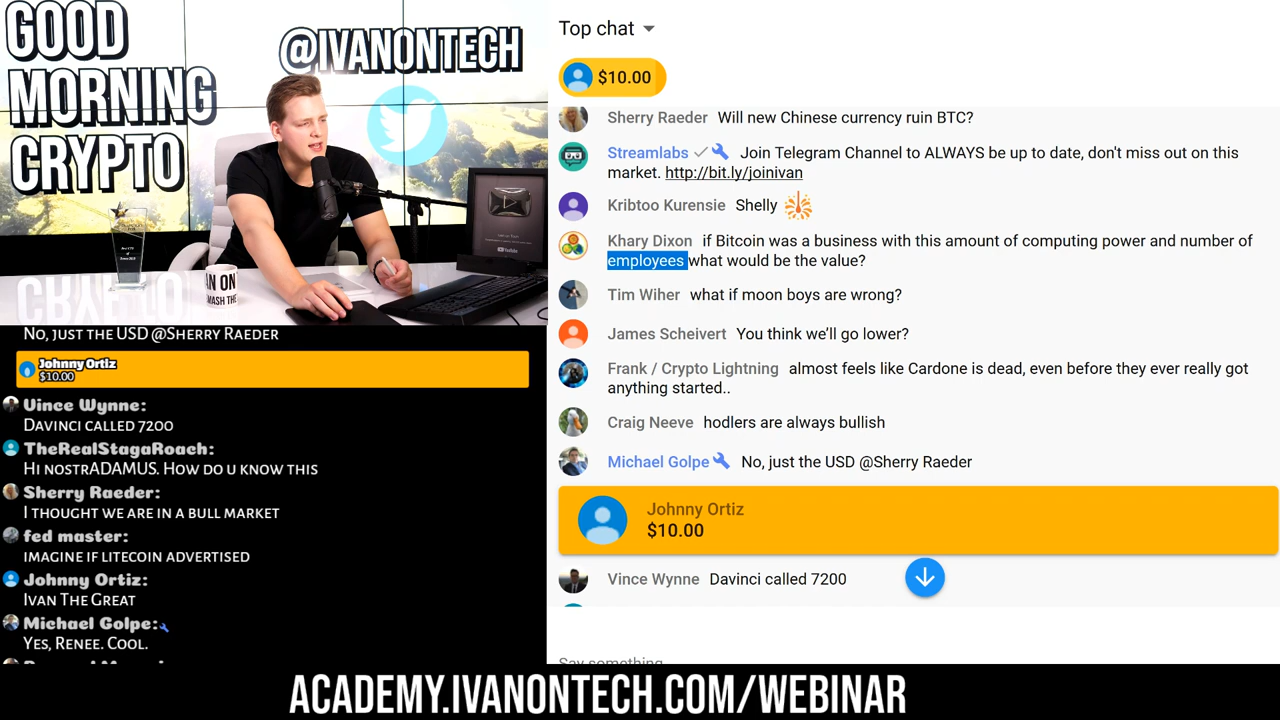 GOOD
MORNING
CRYPTO
@IVANONTECH
YouTube
AN ON
MASH THE
No, just the USD @Sherry Raeder
Johnny Ortiz
$10.00
Vince Wynne:
Davinci called 7200
TheRealStagaRoach:
Hi nostrADAMUS. How do u know this
Sherry Raeder:
I thought we are in a bull market
fed master:
imagine if litecoin advertised
Johnny Ortiz:
Ivan The Great
Michael Golpe:
Yes, Renee. Cool.
Top chat
$10.00
Sherry Raeder Will new Chinese currency ruin BTC?
Streamlabs Join Telegram Channel to ALWAYS be up to date, don't miss out on this
market. http://bit.ly/joinivan
Kribtoo Kurensie Shelly
Khary Dixon if Bitcoin was a business with this amount of computing power and number of
employees what would be the value?
Tim Wiher what if moon boys are wrong?
James Scheivert You think we'll go lower?
Frank / Crypto Lightning almost feels like Cardone is dead, even before they ever really got
anything started..
Craig Neeve hodlers are always bullish
Michael Golpe No, just the USD @Sherry Raeder
Johnny Ortiz
$10.00
Vince Wynne Davinci called 7200
Say something
ACADEMY.IVANONTECH.COM/WEBINAR